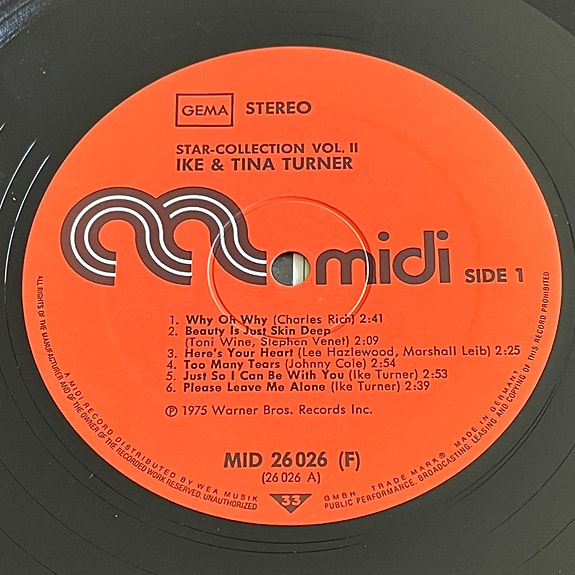 GEMA STEREO
STAR-COLLECTION VOL. II
IKE & TINA TURNER
midi SIDE 1
1. Why Oh Why (Charles Rich) 2:41
2. Beauty Is Just Skin Deep
(Toni Wine, Stephen Venet) 2:09
3. Here's Your Heart (Lee Hazlewood, Marshall Leib) 2:25
4. Too Many Tears (Johnny Cole) 2:54
5. Just So I Can Be With You (Ike Turner) 2:53
6. Please Leave Me Alone (Ike Turner) 2:39
℗ 1975 Warner Bros. Records Inc.
MID 26 026 (F)
(26 026 A)
33
A MIDI RECORD DISTRIBUTED BY WEA MUSIK GMBH. TRADE MARK® MADE IN GERMANY
ALL RIGHTS OF THE MANUFACTURER AND OF THE OWNER OF THE RECORDED WORK RESERVED. UNAUTHORIZED PUBLIC PERFORMANCE, BROADCASTING, LEASING AND COPYING OF THIS RECORD PROHIBITED